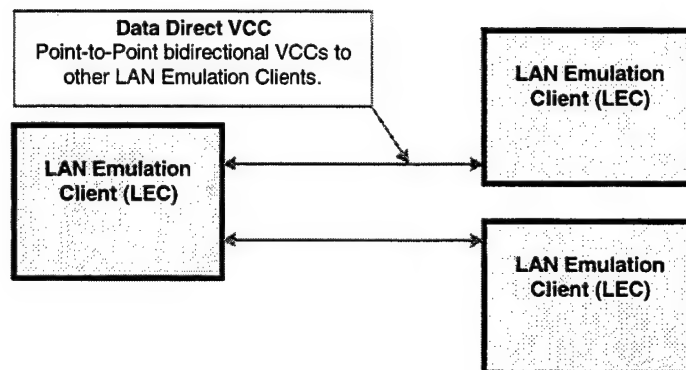 Data Direct VCC
Point-to-Point bidirectional VCCs to
other LAN Emulation Clients.
LAN Emulation
Client (LEC)
LAN Emulation
Client (LEC)
LAN Emulation
Client (LEC)